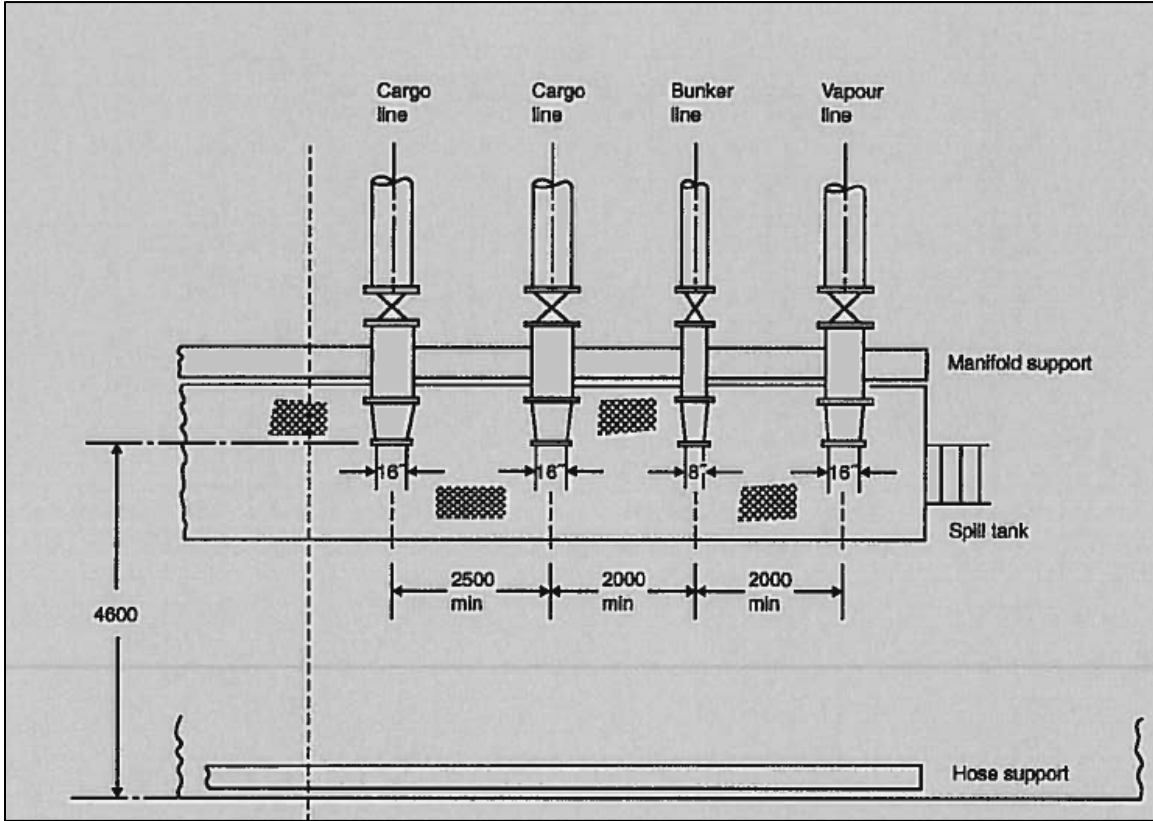 Cargo
line
Cargo
line
Bunker
line
Vapour
line
Manifold support
16"
16"
8"
16"
Spill tank
2500
min
2000
min
2000
min
4600
Hose support